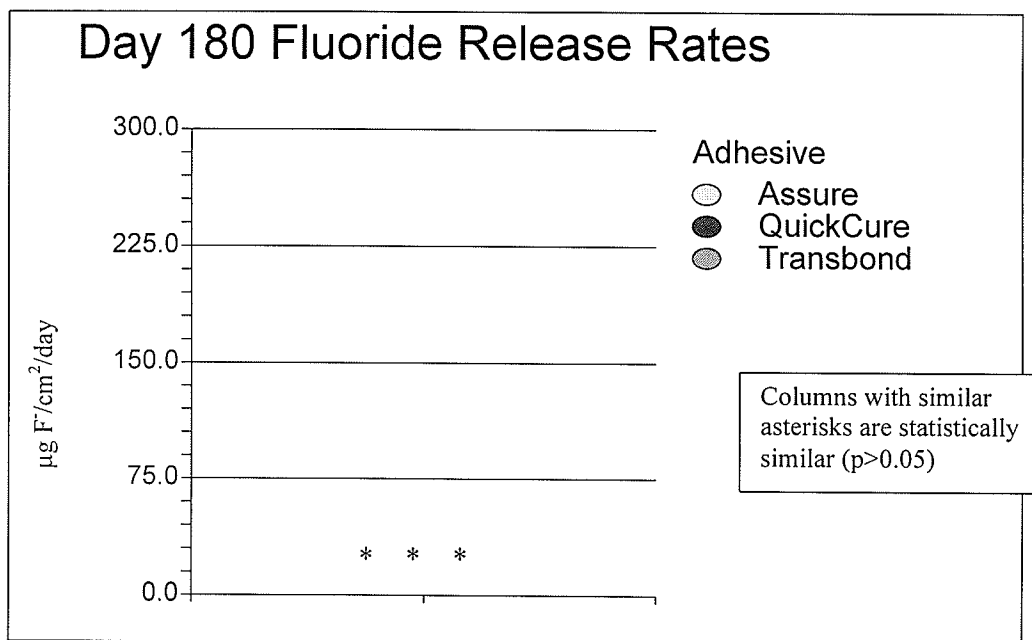 Day 180 Fluoride Release Rates
300.0
225.0
150.0
75.0
0.0
µg F⁻/cm²/day
* * *
Adhesive
Assure
QuickCure
Transbond
Columns with similar
asterisks are statistically
similar (p>0.05)